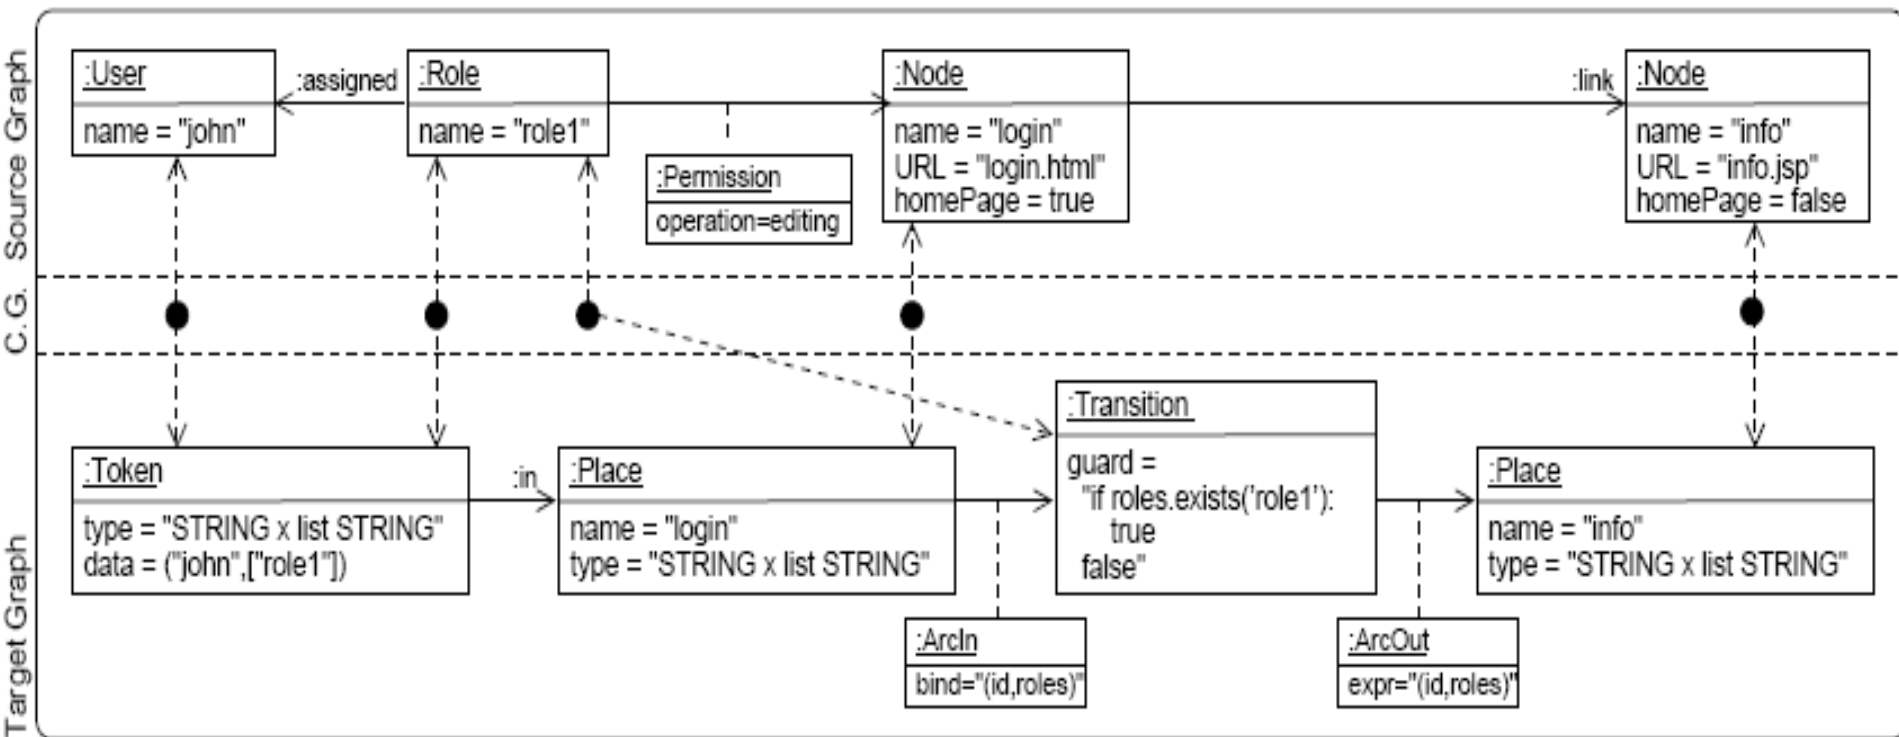 Source Graph
:User
name = "john"
:assigned
:Role
name = "role1"
:Permission
operation=editing
:Node
name = "login"
URL = "login.html"
homePage = true
:link
:Node
name = "info"
URL = "info.jsp"
homePage = false
C. G.
Target Graph
:Token
type = "STRING x list STRING"
data = ("john",["role1"])
:in
:Place
name = "login"
type = "STRING x list STRING"
:ArcIn
bind="(id,roles)"
:Transition
guard =
"if roles.exists('role1'):
true
false"
:ArcOut
expr="(id,roles)"
:Place
name = "info"
type = "STRING x list STRING"